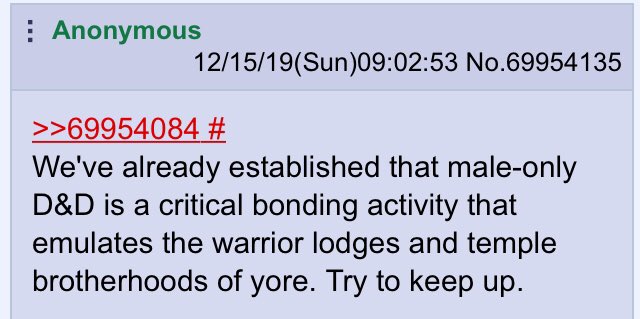 Anonymous
12/15/19(Sun)09:02:53 No.69954135
>>69954084 #
We've already established that male-only
D&D is a critical bonding activity that
emulates the warrior lodges and temple
brotherhoods of yore. Try to keep up.